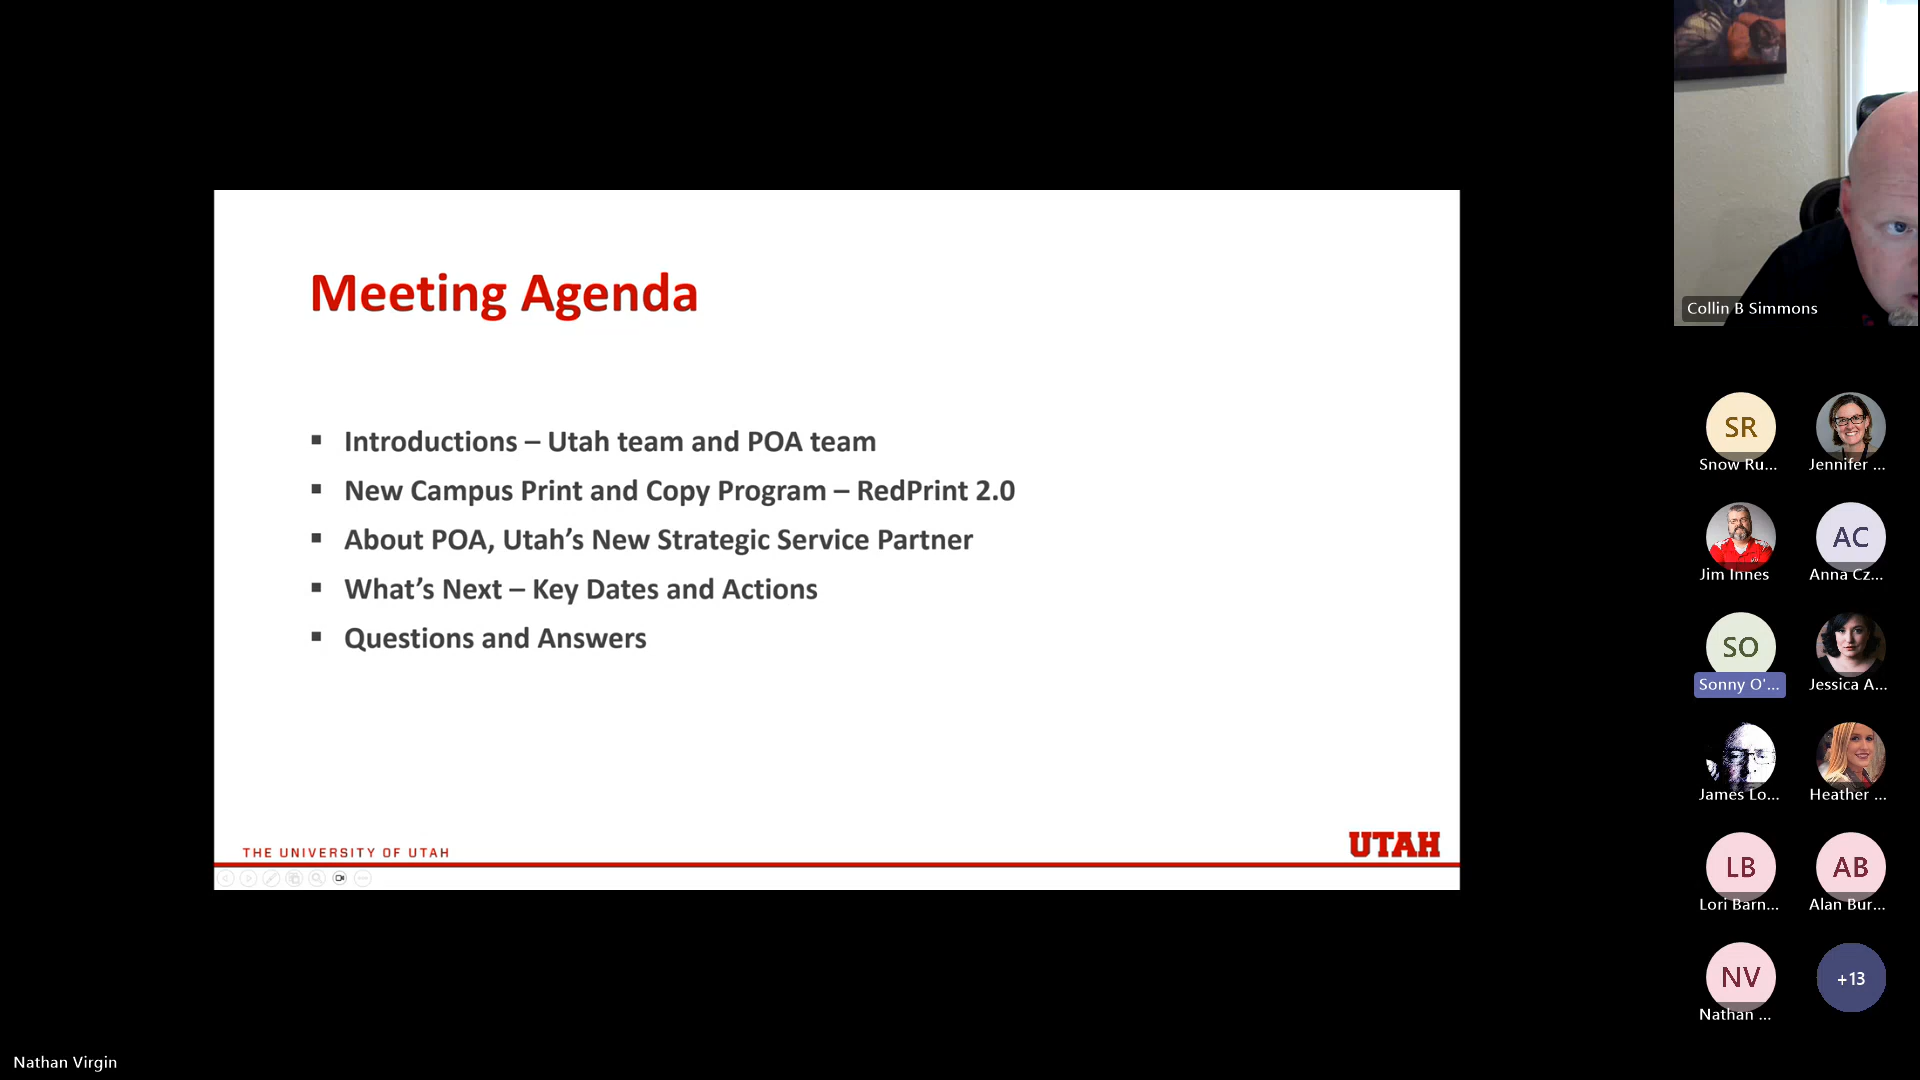 Meeting Agenda
▪ Introductions – Utah team and POA team
▪ New Campus Print and Copy Program – RedPrint 2.0
▪ About POA, Utah’s New Strategic Service Partner
▪ What’s Next – Key Dates and Actions
▪ Questions and Answers
THE UNIVERSITY OF UTAH
UTAH
Collin B Simmons
SR
Snow Ru...
Jennifer ...
Jim Innes
AC
Anna Cz...
SO
Sonny O'...
Jessica A...
James Lo...
Heather ...
LB
Lori Barn...
AB
Alan Bur...
NV
Nathan ...
+13
Nathan Virgin